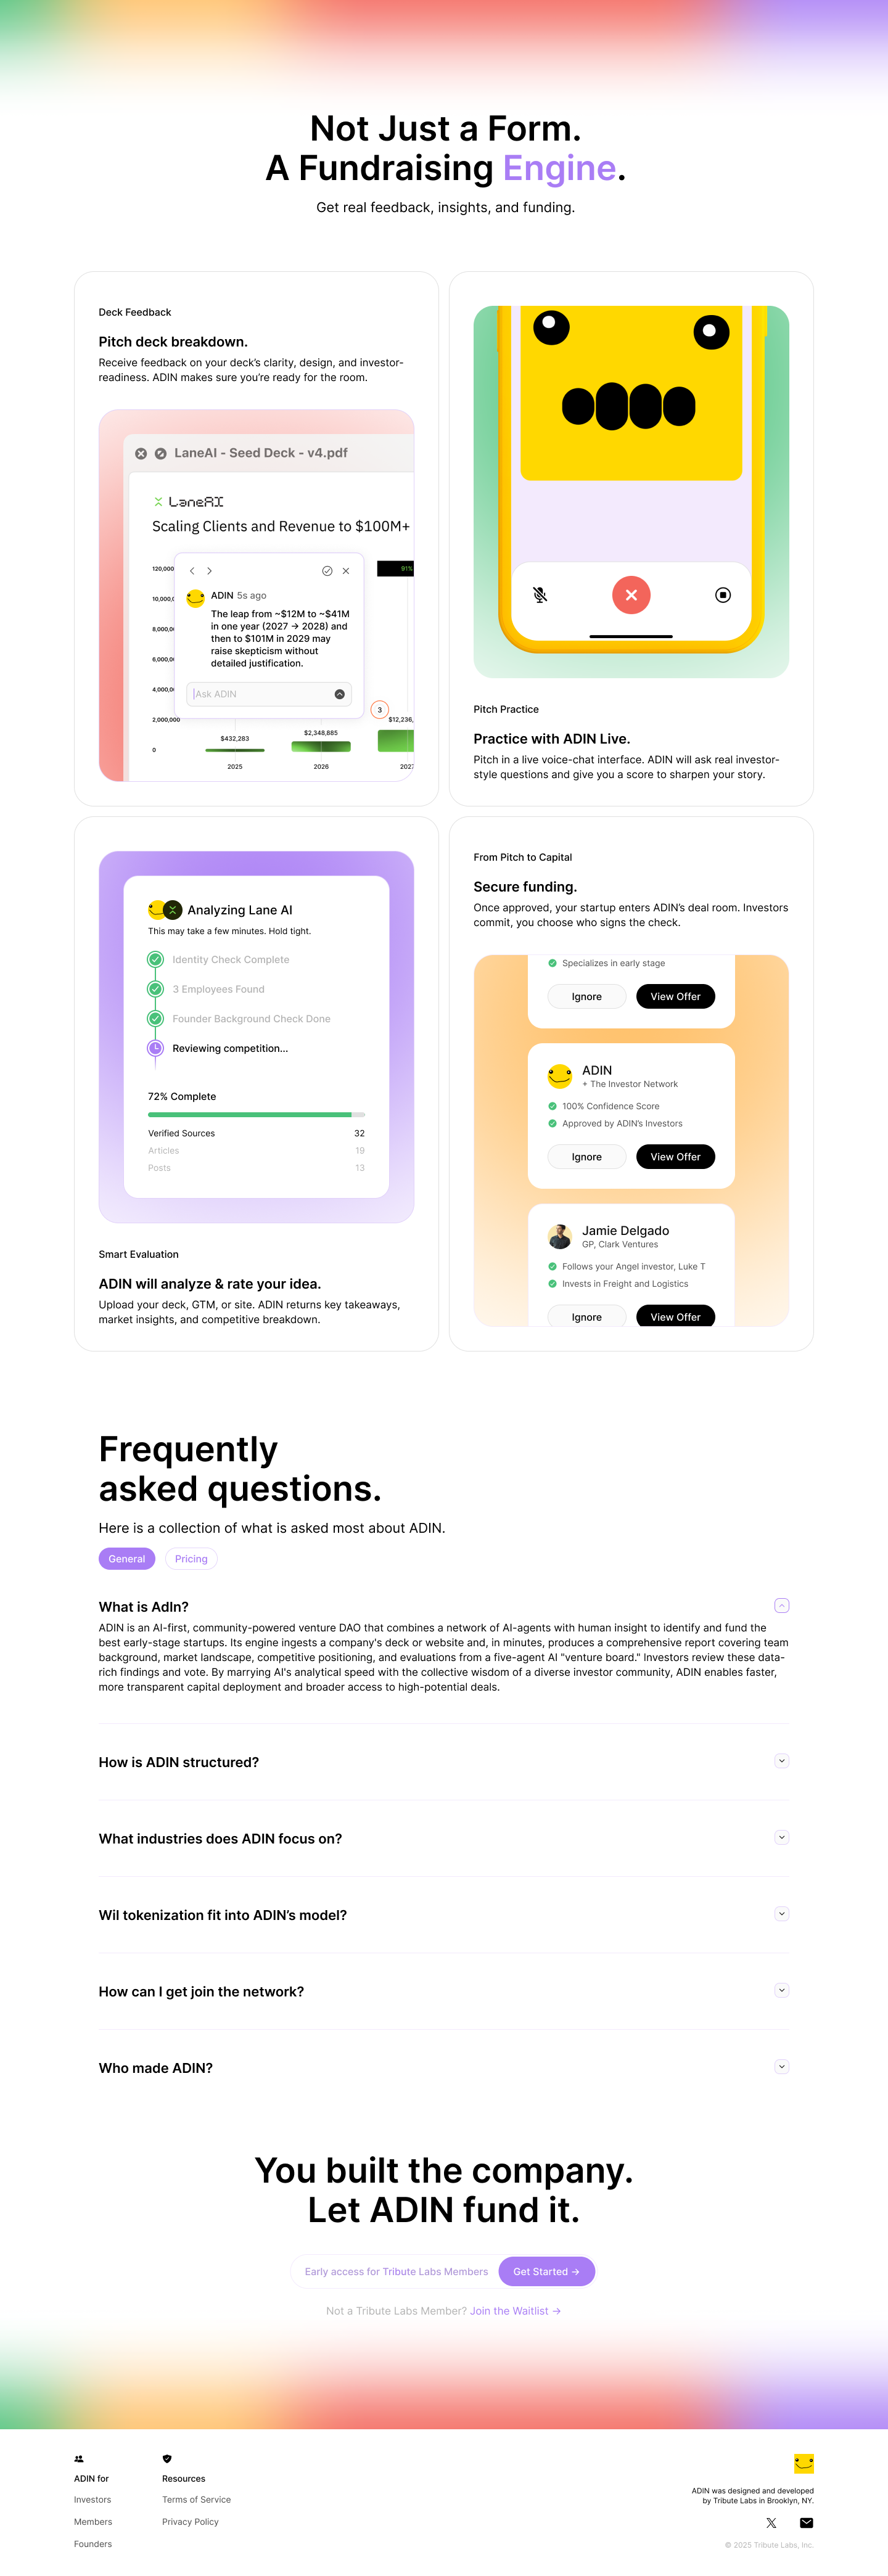 Not Just a Form.
A Fundraising Engine.
Get real feedback, insights, and funding.
Deck Feedback
Pitch deck breakdown.
Receive feedback on your deck's clarity, design, and investor-
readiness. ADIN makes sure you're ready for the room.
LaneAI - Seed Deck - v4.pdf
LaneAI
Scaling Clients and Revenue to $100M+
120,000
10,000,0
8,000,00
6,000,00
4,000,00
2,000,000
0
91%
ADIN 5s ago
The leap from ~$12M to ~$41M
in one year (2027 → 2028) and
then to $101M in 2029 may
raise skepticism without
detailed justification.
Ask ADIN
3
$432,283
$2,348,885
$12,236,
2025
2026
2027
Pitch Practice
Practice with ADIN Live.
Pitch in a live voice-chat interface. ADIN will ask real investor-
style questions and give you a score to sharpen your story.
Analyzing Lane AI
This may take a few minutes. Hold tight.
Identity Check Complete
3 Employees Found
Founder Background Check Done
Reviewing competition...
72% Complete
Verified Sources 32
Articles 19
Posts 13
Smart Evaluation
ADIN will analyze & rate your idea.
Upload your deck, GTM, or site. ADIN returns key takeaways,
market insights, and competitive breakdown.
From Pitch to Capital
Secure funding.
Once approved, your startup enters ADIN's deal room. Investors
commit, you choose who signs the check.
Specializes in early stage
Ignore View Offer
ADIN
+ The Investor Network
100% Confidence Score
Approved by ADIN's Investors
Ignore View Offer
Jamie Delgado
GP, Clark Ventures
Follows your Angel investor, Luke T
Invests in Freight and Logistics
Ignore View Offer
Frequently
asked questions.
Here is a collection of what is asked most about ADIN.
General Pricing
What is AdIn?
ADIN is an AI-first, community-powered venture DAO that combines a network of AI-agents with human insight to identify and fund the
best early-stage startups. Its engine ingests a company's deck or website and, in minutes, produces a comprehensive report covering team
background, market landscape, competitive positioning, and evaluations from a five-agent AI "venture board." Investors review these data-
rich findings and vote. By marrying AI's analytical speed with the collective wisdom of a diverse investor community, ADIN enables faster,
more transparent capital deployment and broader access to high-potential deals.
How is ADIN structured?
What industries does ADIN focus on?
Wil tokenization fit into ADIN's model?
How can I get join the network?
Who made ADIN?
You built the company.
Let ADIN fund it.
Early access for Tribute Labs Members Get Started →
Not a Tribute Labs Member? Join the Waitlist →
ADIN for
Investors
Members
Founders
Resources
Terms of Service
Privacy Policy
ADIN was designed and developed
by Tribute Labs in Brooklyn, NY.
© 2025 Tribute Labs, Inc.